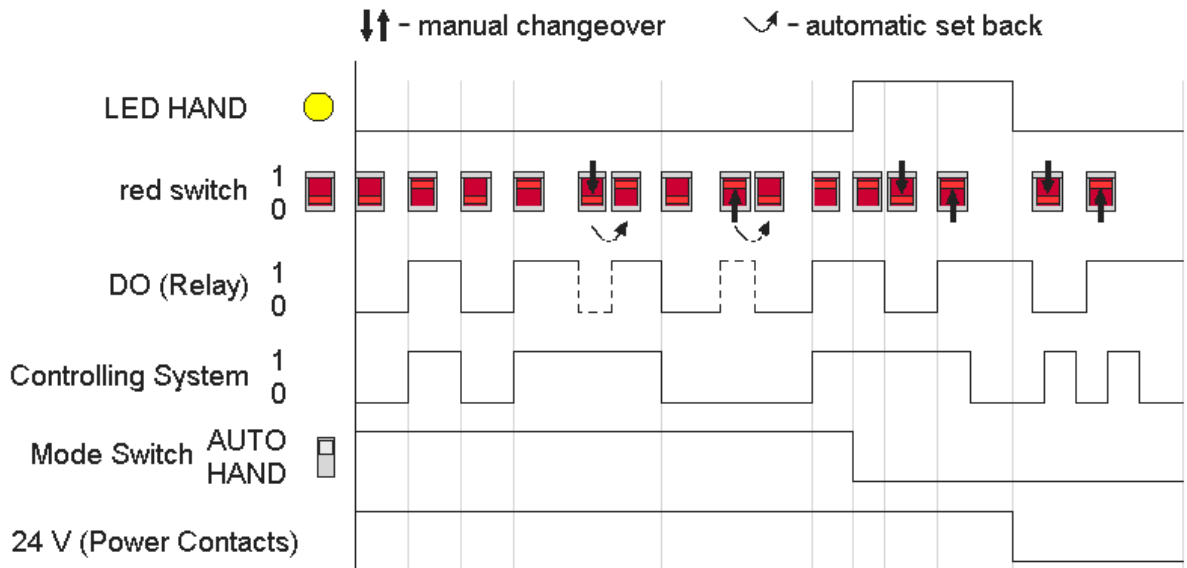 - manual changeover
- automatic set back
LED HAND
red switch 1
0
DO (Relay) 1
0
Controlling System 1
0
Mode Switch AUTO
HAND
24 V (Power Contacts)